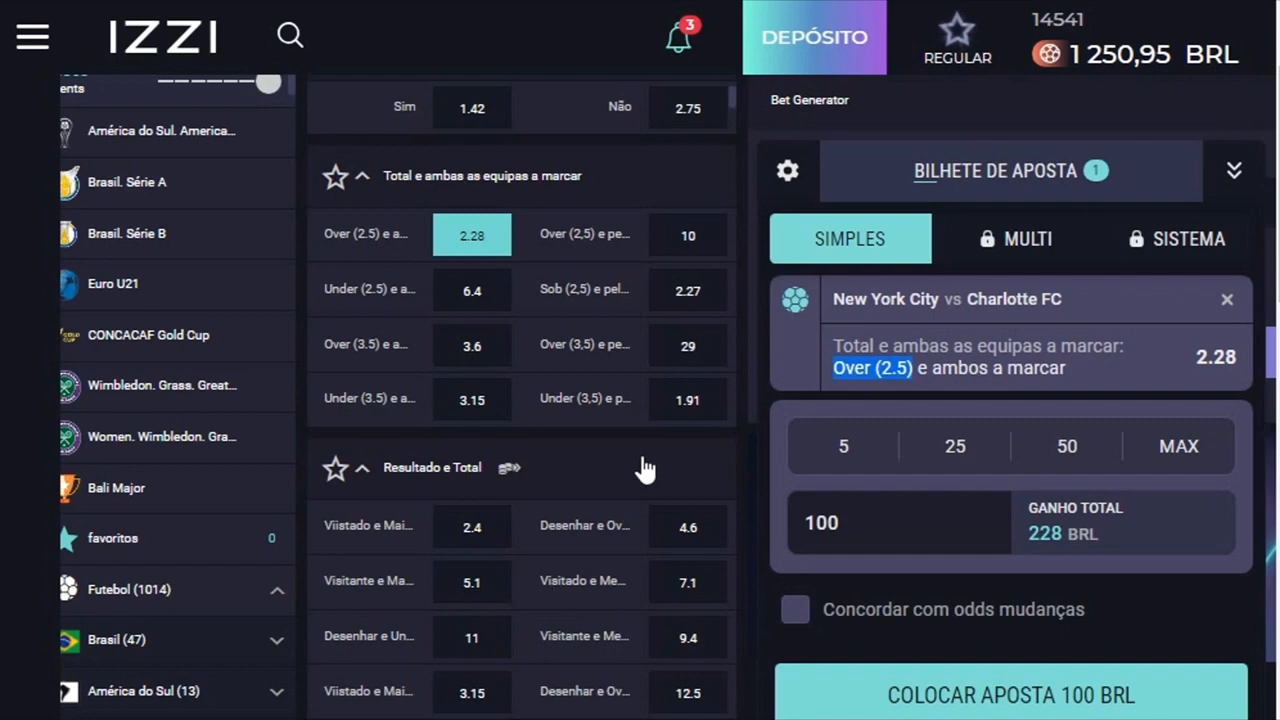 IZZI
3
DEPÓSITO
REGULAR
14541
1 250,95 BRL
ents
América do Sul. America...
Brasil. Série A
Brasil. Série B
Euro U21
CONCACAF Gold Cup
Wimbledon. Grass. Great...
Women. Wimbledon. Gra...
Bali Major
favoritos 0
Futebol (1014)
Brasil (47)
América do Sul (13)
Sim 1.42 Não 2.75
Total e ambas as equipas a marcar
Over (2.5) e a... 2.28 Over (2,5) e pe... 10
Under (2.5) e a... 6.4 Sob (2,5) e pel... 2.27
Over (3.5) e a... 3.6 Over (3,5) e pe... 29
Under (3.5) e a... 3.15 Under (3,5) e p... 1.91
Resultado e Total
Viistado e Mai... 2.4 Desenhar e Ov... 4.6
Visitante e Ma... 5.1 Visitado e Me... 7.1
Desenhar e Un... 11 Visitante e Me... 9.4
Viistado e Mai... 3.15 Desenhar e Ov... 12.5
Bet Generator
BILHETE DE APOSTA 1
SIMPLES MULTI SISTEMA
New York City vs Charlotte FC
Total e ambas as equipas a marcar:
Over (2.5) e ambos a marcar 2.28
5 25 50 MAX
100
GANHO TOTAL
228 BRL
Concordar com odds mudanças
COLOCAR APOSTA 100 BRL